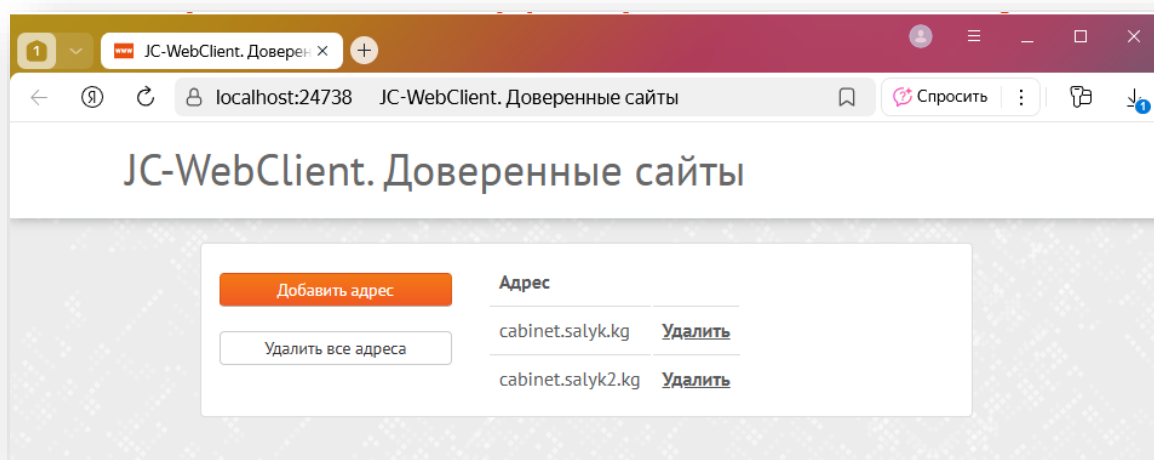 1
www JC-WebClient. Доверен
Я localhost:24738 JC-WebClient. Доверенные сайты Спросить
1
JC-WebClient. Доверенные сайты
Добавить адрес
Удалить все адреса
Адрес
cabinet.salyk.kg Удалить
cabinet.salyk2.kg Удалить